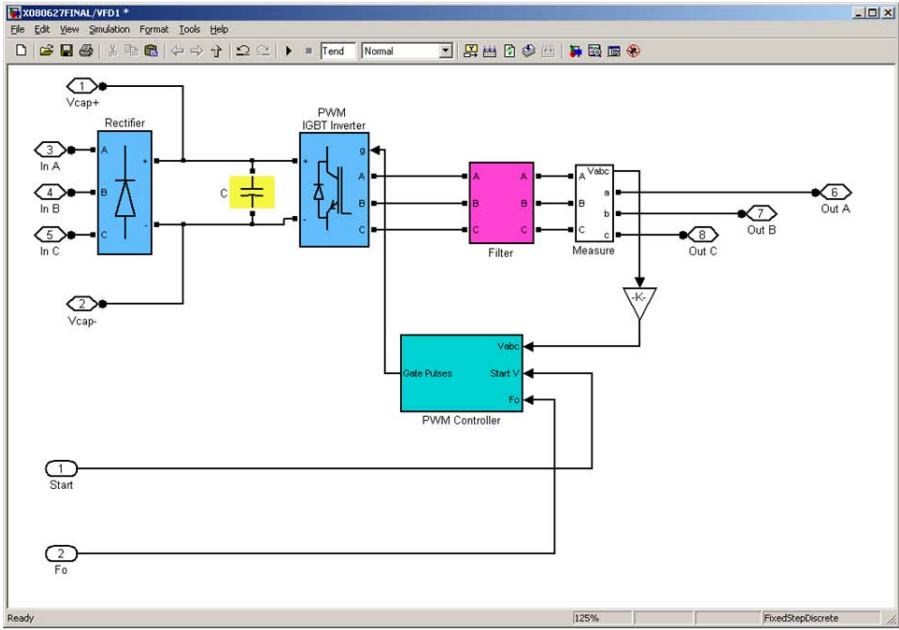 X080627FINAL/VFD1 *
File Edit View Simulation Format Tools Help
Tend Normal
1
Vcap+
Rectifier
PWM
IGBT Inverter
3
In A
4
In B
5
In C
A
B
C
+
-
C
+
-
g
A
B
C
A
B
C
A
B
C
Filter
A
B
C
Vabc
a
b
c
Measure
6
Out A
7
Out B
8
Out C
2
Vcap-
-K-
Vabc
Gate Pulses Start V
Fo
PWM Controller
1
Start
2
Fo
Ready 125% FixedStepDiscrete